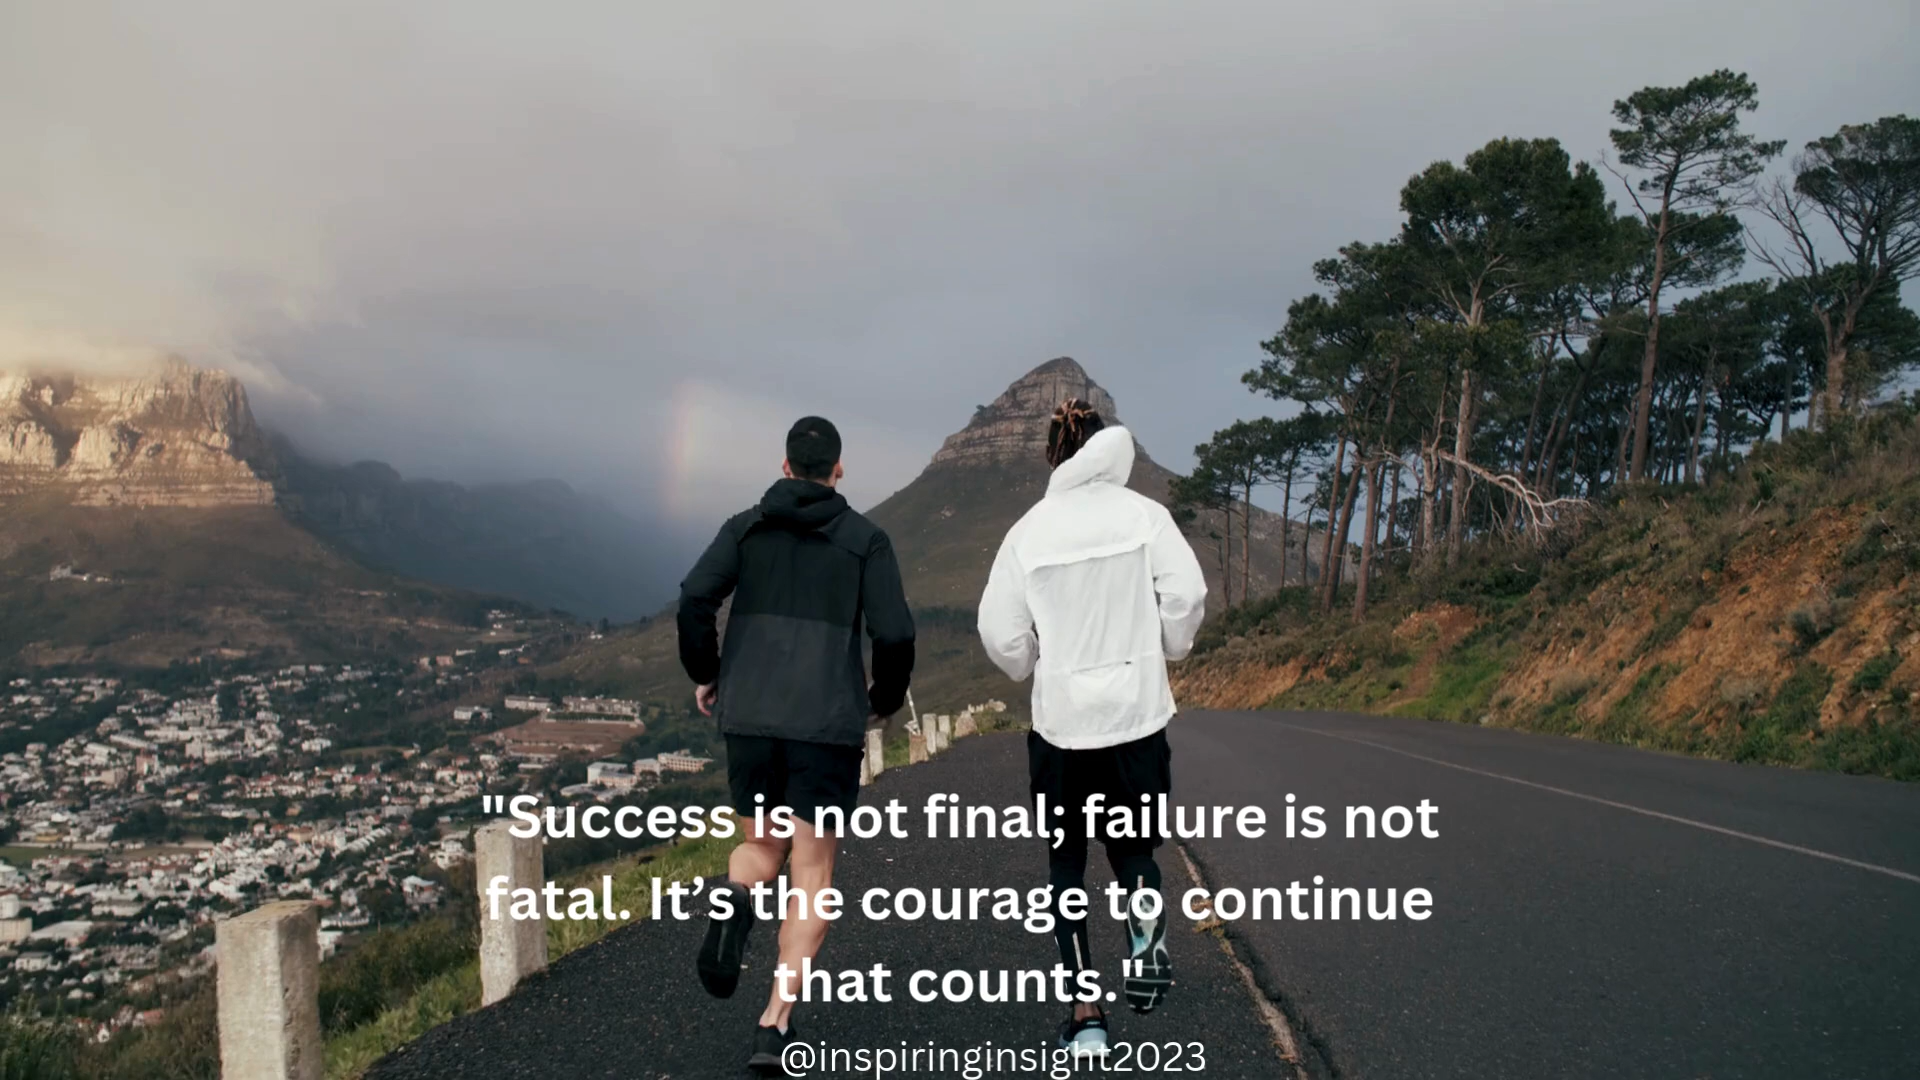 "Success is not final; failure is not
fatal. It’s the courage to continue
that counts."
@inspiringinsight2023